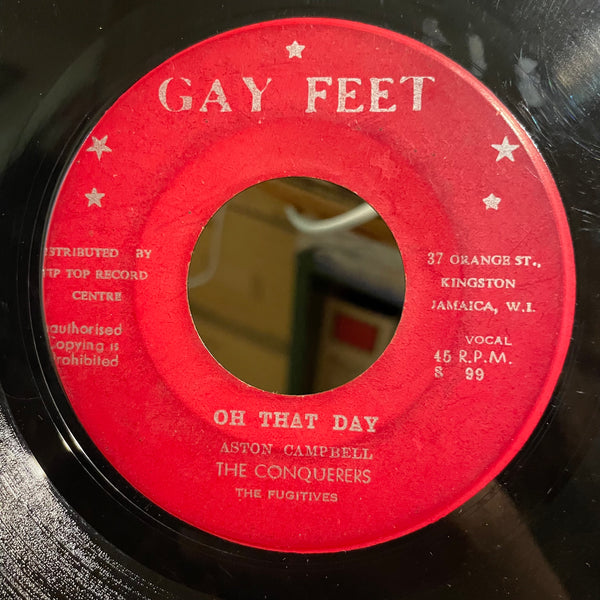 GAY FEET
STRIBUTED BY
TIP TOP RECORD
CENTRE
authorised
Copying is
rohibited
37 ORANGE ST.,
KINGSTON
JAMAICA, W.I.
VOCAL
45 R.P.M.
S 99
OH THAT DAY
ASTON CAMPBELL
THE CONQUERERS
THE FUGITIVES